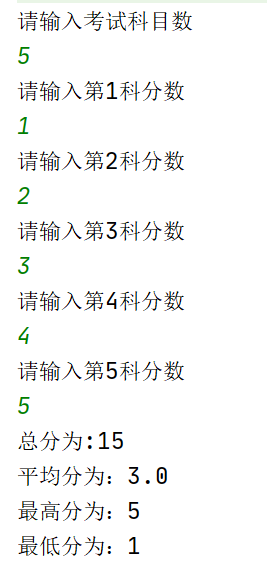 请输入考试科目数
5
请输入第1科分数
1
请输入第2科分数
2
请输入第3科分数
3
请输入第4科分数
4
请输入第5科分数
5
总分为:15
平均分为：3.0
最高分为：5
最低分为：1